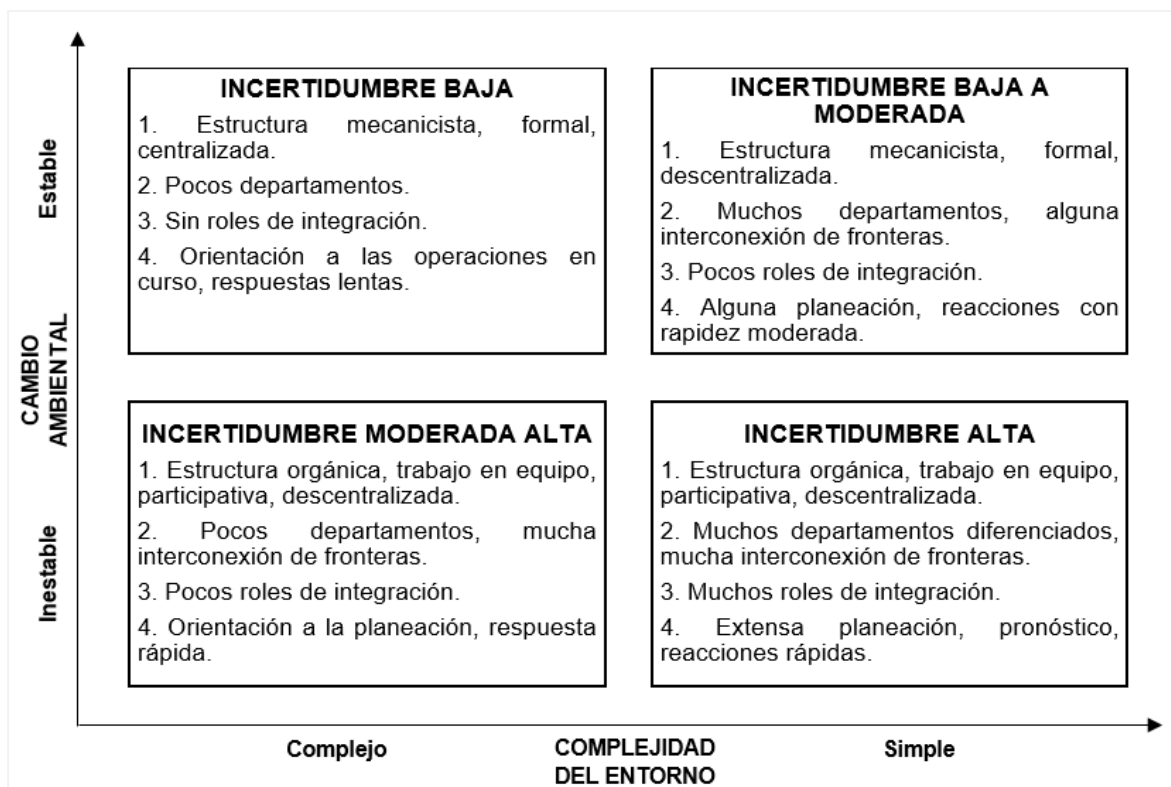 INCERTIDUMBRE BAJA
1. Estructura mecanicista, formal,
centralizada.
2. Pocos departamentos.
3. Sin roles de integración.
4. Orientación a las operaciones en
curso, respuestas lentas.
INCERTIDUMBRE BAJA A
MODERADA
1. Estructura mecanicista, formal,
descentralizada.
2. Muchos departamentos, alguna
interconexión de fronteras.
3. Pocos roles de integración.
4. Alguna planeación, reacciones con
rapidez moderada.
Estable
CAMBIO
AMBIENTAL
Inestable
INCERTIDUMBRE MODERADA ALTA
1. Estructura orgánica, trabajo en equipo,
participativa, descentralizada.
2. Pocos departamentos, mucha
interconexión de fronteras.
3. Pocos roles de integración.
4. Orientación a la planeación, respuesta
rápida.
INCERTIDUMBRE ALTA
1. Estructura orgánica, trabajo en equipo,
participativa, descentralizada.
2. Muchos departamentos diferenciados,
mucha interconexión de fronteras.
3. Muchos roles de integración.
4. Extensa planeación, pronóstico,
reacciones rápidas.
Complejo
COMPLEJIDAD
DEL ENTORNO
Simple